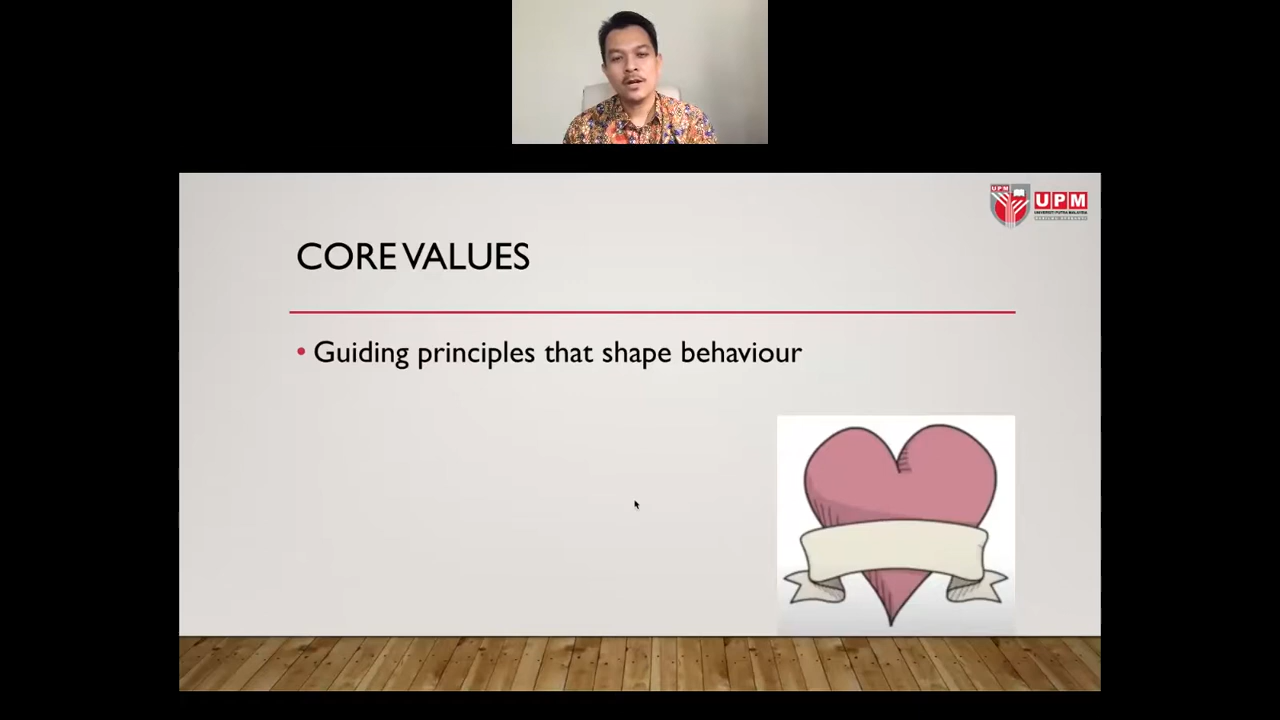 UPM
UPM
UNIVERSITI PUTRA MALAYSIA
CORE VALUES
• Guiding principles that shape behaviour